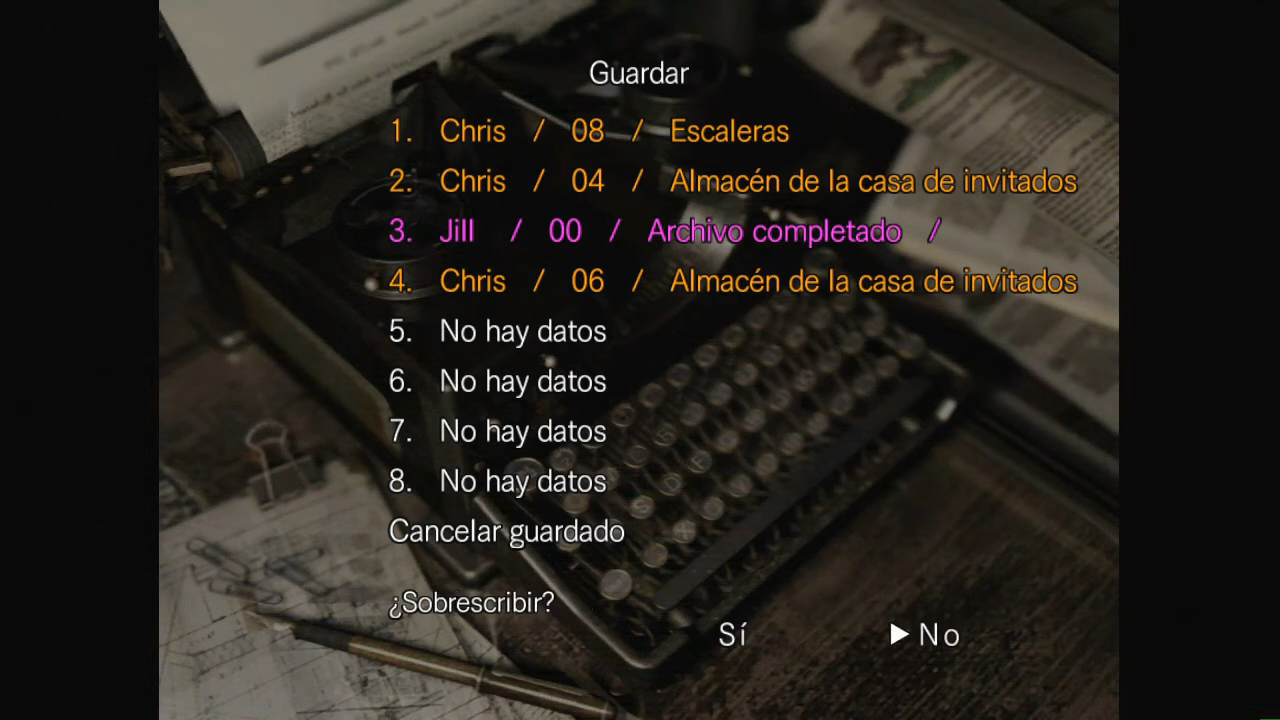 Guardar
1. Chris / 08 / Escaleras
2. Chris / 04 / Almacén de la casa de invitados
3. Jill / 00 / Archivo completado /
4. Chris / 06 / Almacén de la casa de invitados
5. No hay datos
6. No hay datos
7. No hay datos
8. No hay datos
Cancelar guardado
¿Sobrescribir?
Sí ▶No